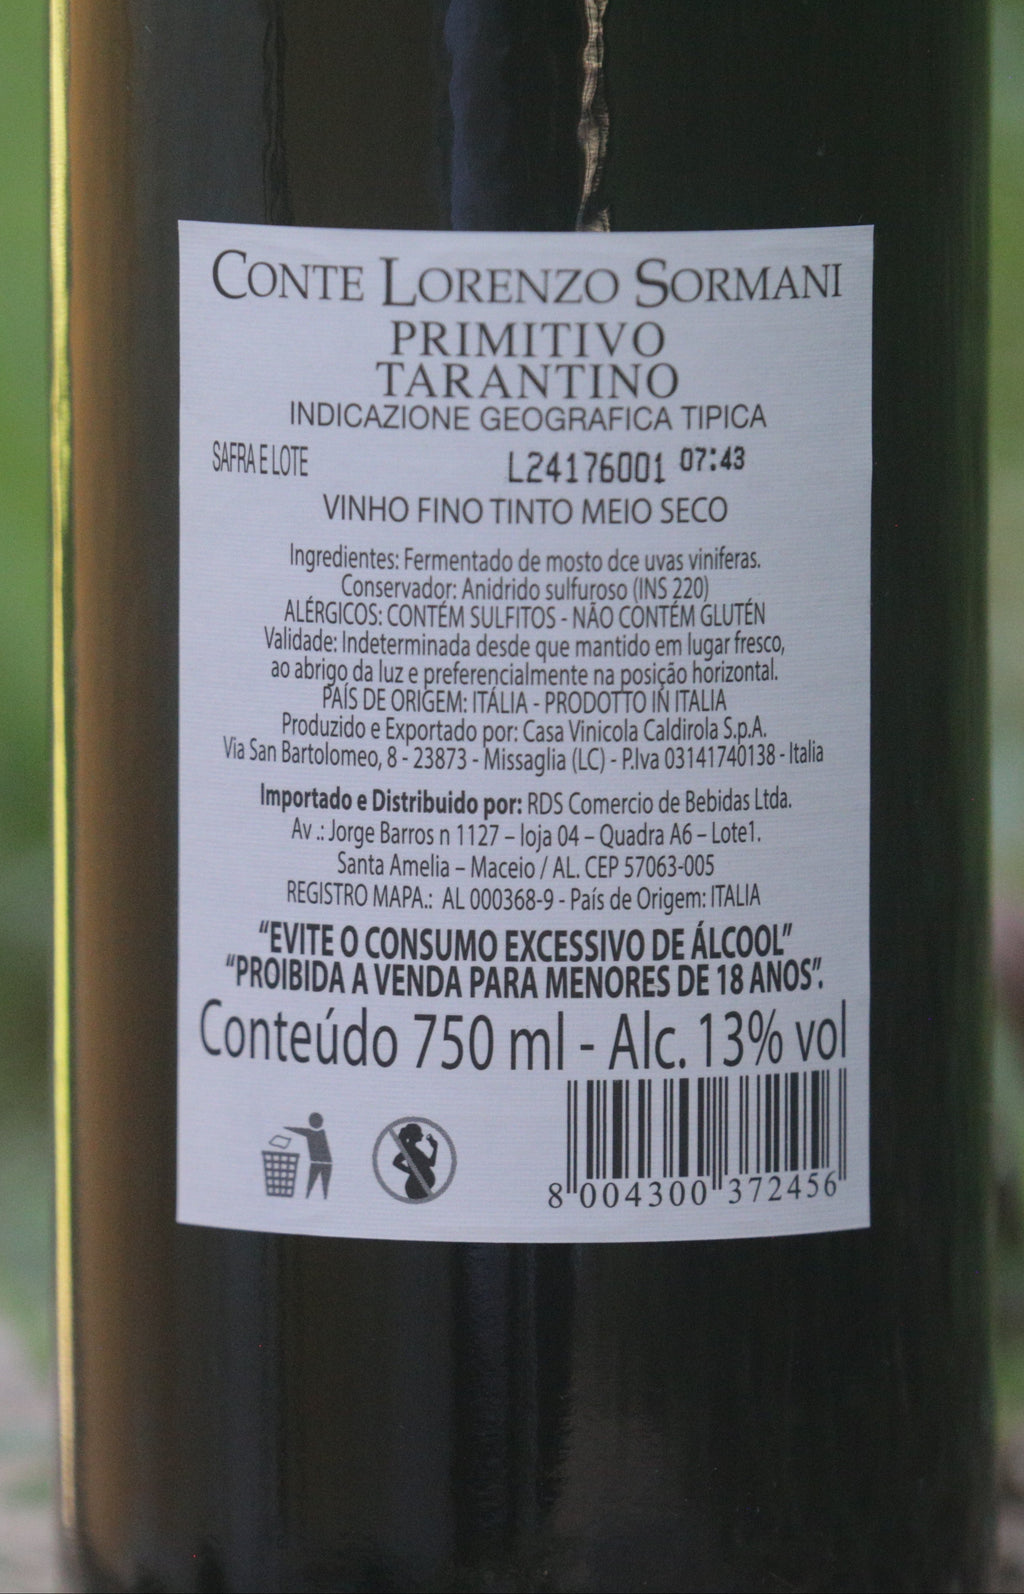 CONTE LORENZO SORMANI
PRIMITIVO
TARANTINO
INDICAZIONE GEOGRAFICA TIPICA
SAFRA E LOTE L24176001 07:43
VINHO FINO TINTO MEIO SECO
Ingredientes: Fermentado de mosto dce uvas viniferas.
Conservador: Anidrido sulfuroso (INS 220)
ALÉRGICOS: CONTÉM SULFITOS - NÃO CONTÉM GLUTÉN
Validade: Indeterminada desde que mantido em lugar fresco,
ao abrigo da luz e preferencialmente na posição horizontal.
PAÍS DE ORIGEM: ITÁLIA - PRODOTTO IN ITALIA
Produzido e Exportado por: Casa Vinicola Caldirola S.p.A.
Via San Bartolomeo, 8 - 23873 - Missaglia (LC) - P.Iva 03141740138 - Italia
Importado e Distribuido por: RDS Comercio de Bebidas Ltda.
Av .: Jorge Barros n 1127 – loja 04 – Quadra A6 – Lote1.
Santa Amelia – Maceio / AL. CEP 57063-005
REGISTRO MAPA.: AL 000368-9 - País de Origem: ITALIA
“EVITE O CONSUMO EXCESSIVO DE ÁLCOOL”
“PROIBIDA A VENDA PARA MENORES DE 18 ANOS”.
Conteúdo 750 ml - Alc. 13% vol
8 004300 372456